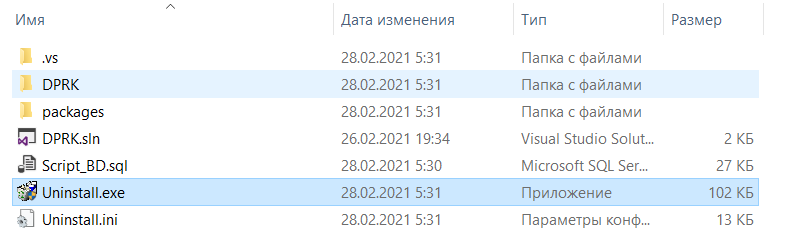 Имя Дата изменения Тип Размер
.vs 28.02.2021 5:31 Папка с файлами
DPRK 28.02.2021 5:31 Папка с файлами
packages 28.02.2021 5:31 Папка с файлами
DPRK.sln 26.02.2021 19:34 Visual Studio Solut... 2 КБ
Script_BD.sql 28.02.2021 5:30 Microsoft SQL Ser... 27 КБ
Uninstall.exe 28.02.2021 5:31 Приложение 102 КБ
Uninstall.ini 28.02.2021 5:31 Параметры конф... 13 КБ